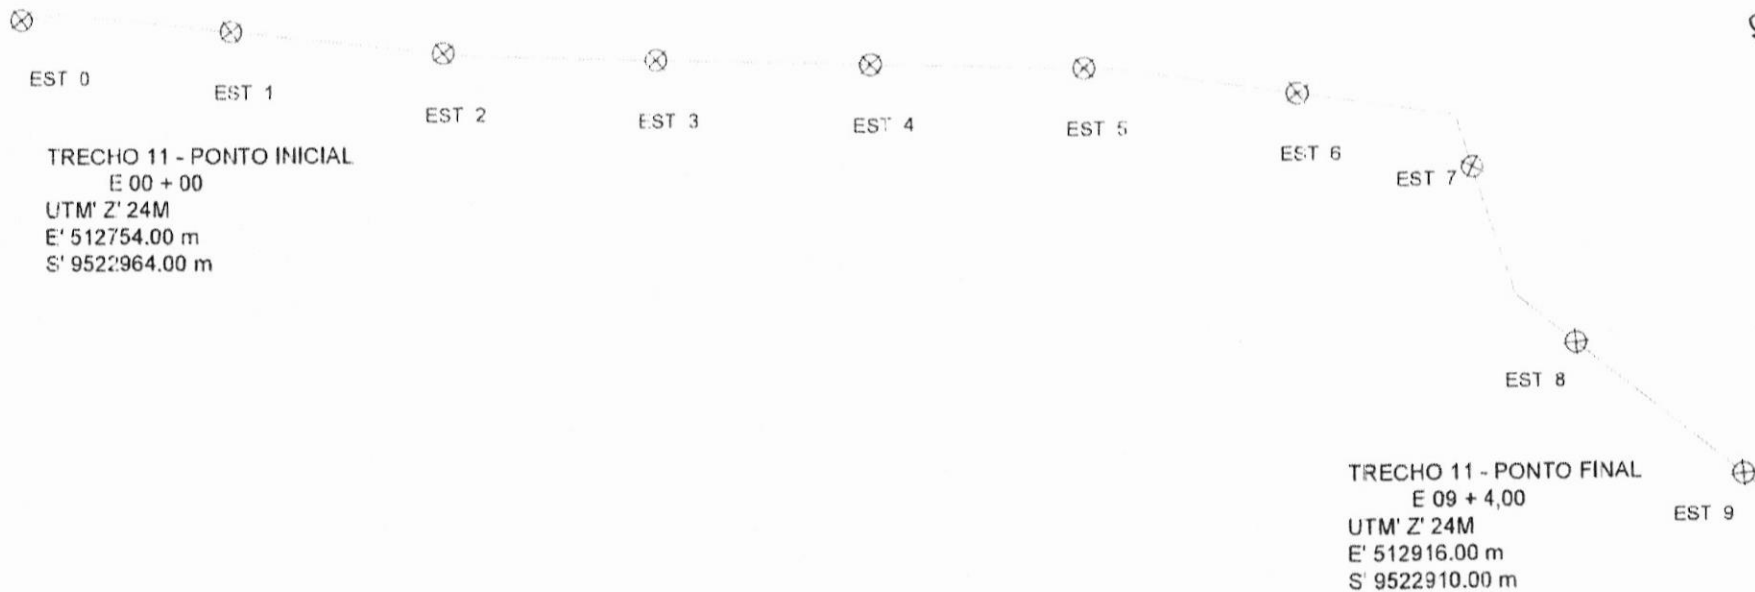 EST 0
EST 1
EST 2
EST 3
EST 4
EST 5
EST 6
EST 7
EST 8
EST 9
TRECHO 11 - PONTO INICIAL
E 00 + 00
UTM' Z' 24M
E' 512754.00 m
S' 9522964.00 m
TRECHO 11 - PONTO FINAL
E 09 + 4,00
UTM' Z' 24M
E' 512916.00 m
S' 9522910.00 m